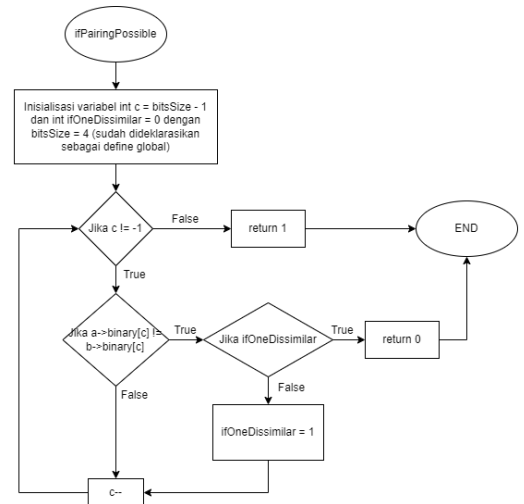 ifPairingPossible
Inisialisasi variabel int c = bitsSize - 1
dan int ifOneDissimilar = 0 dengan
bitsSize = 4 (sudah dideklarasikan
sebagai define global)
Jika c != -1
False
return 1
END
True
Jika a->binary[c] !=
b->binary[c]
True
Jika ifOneDissimilar
True
return 0
False
False
ifOneDissimilar = 1
c--